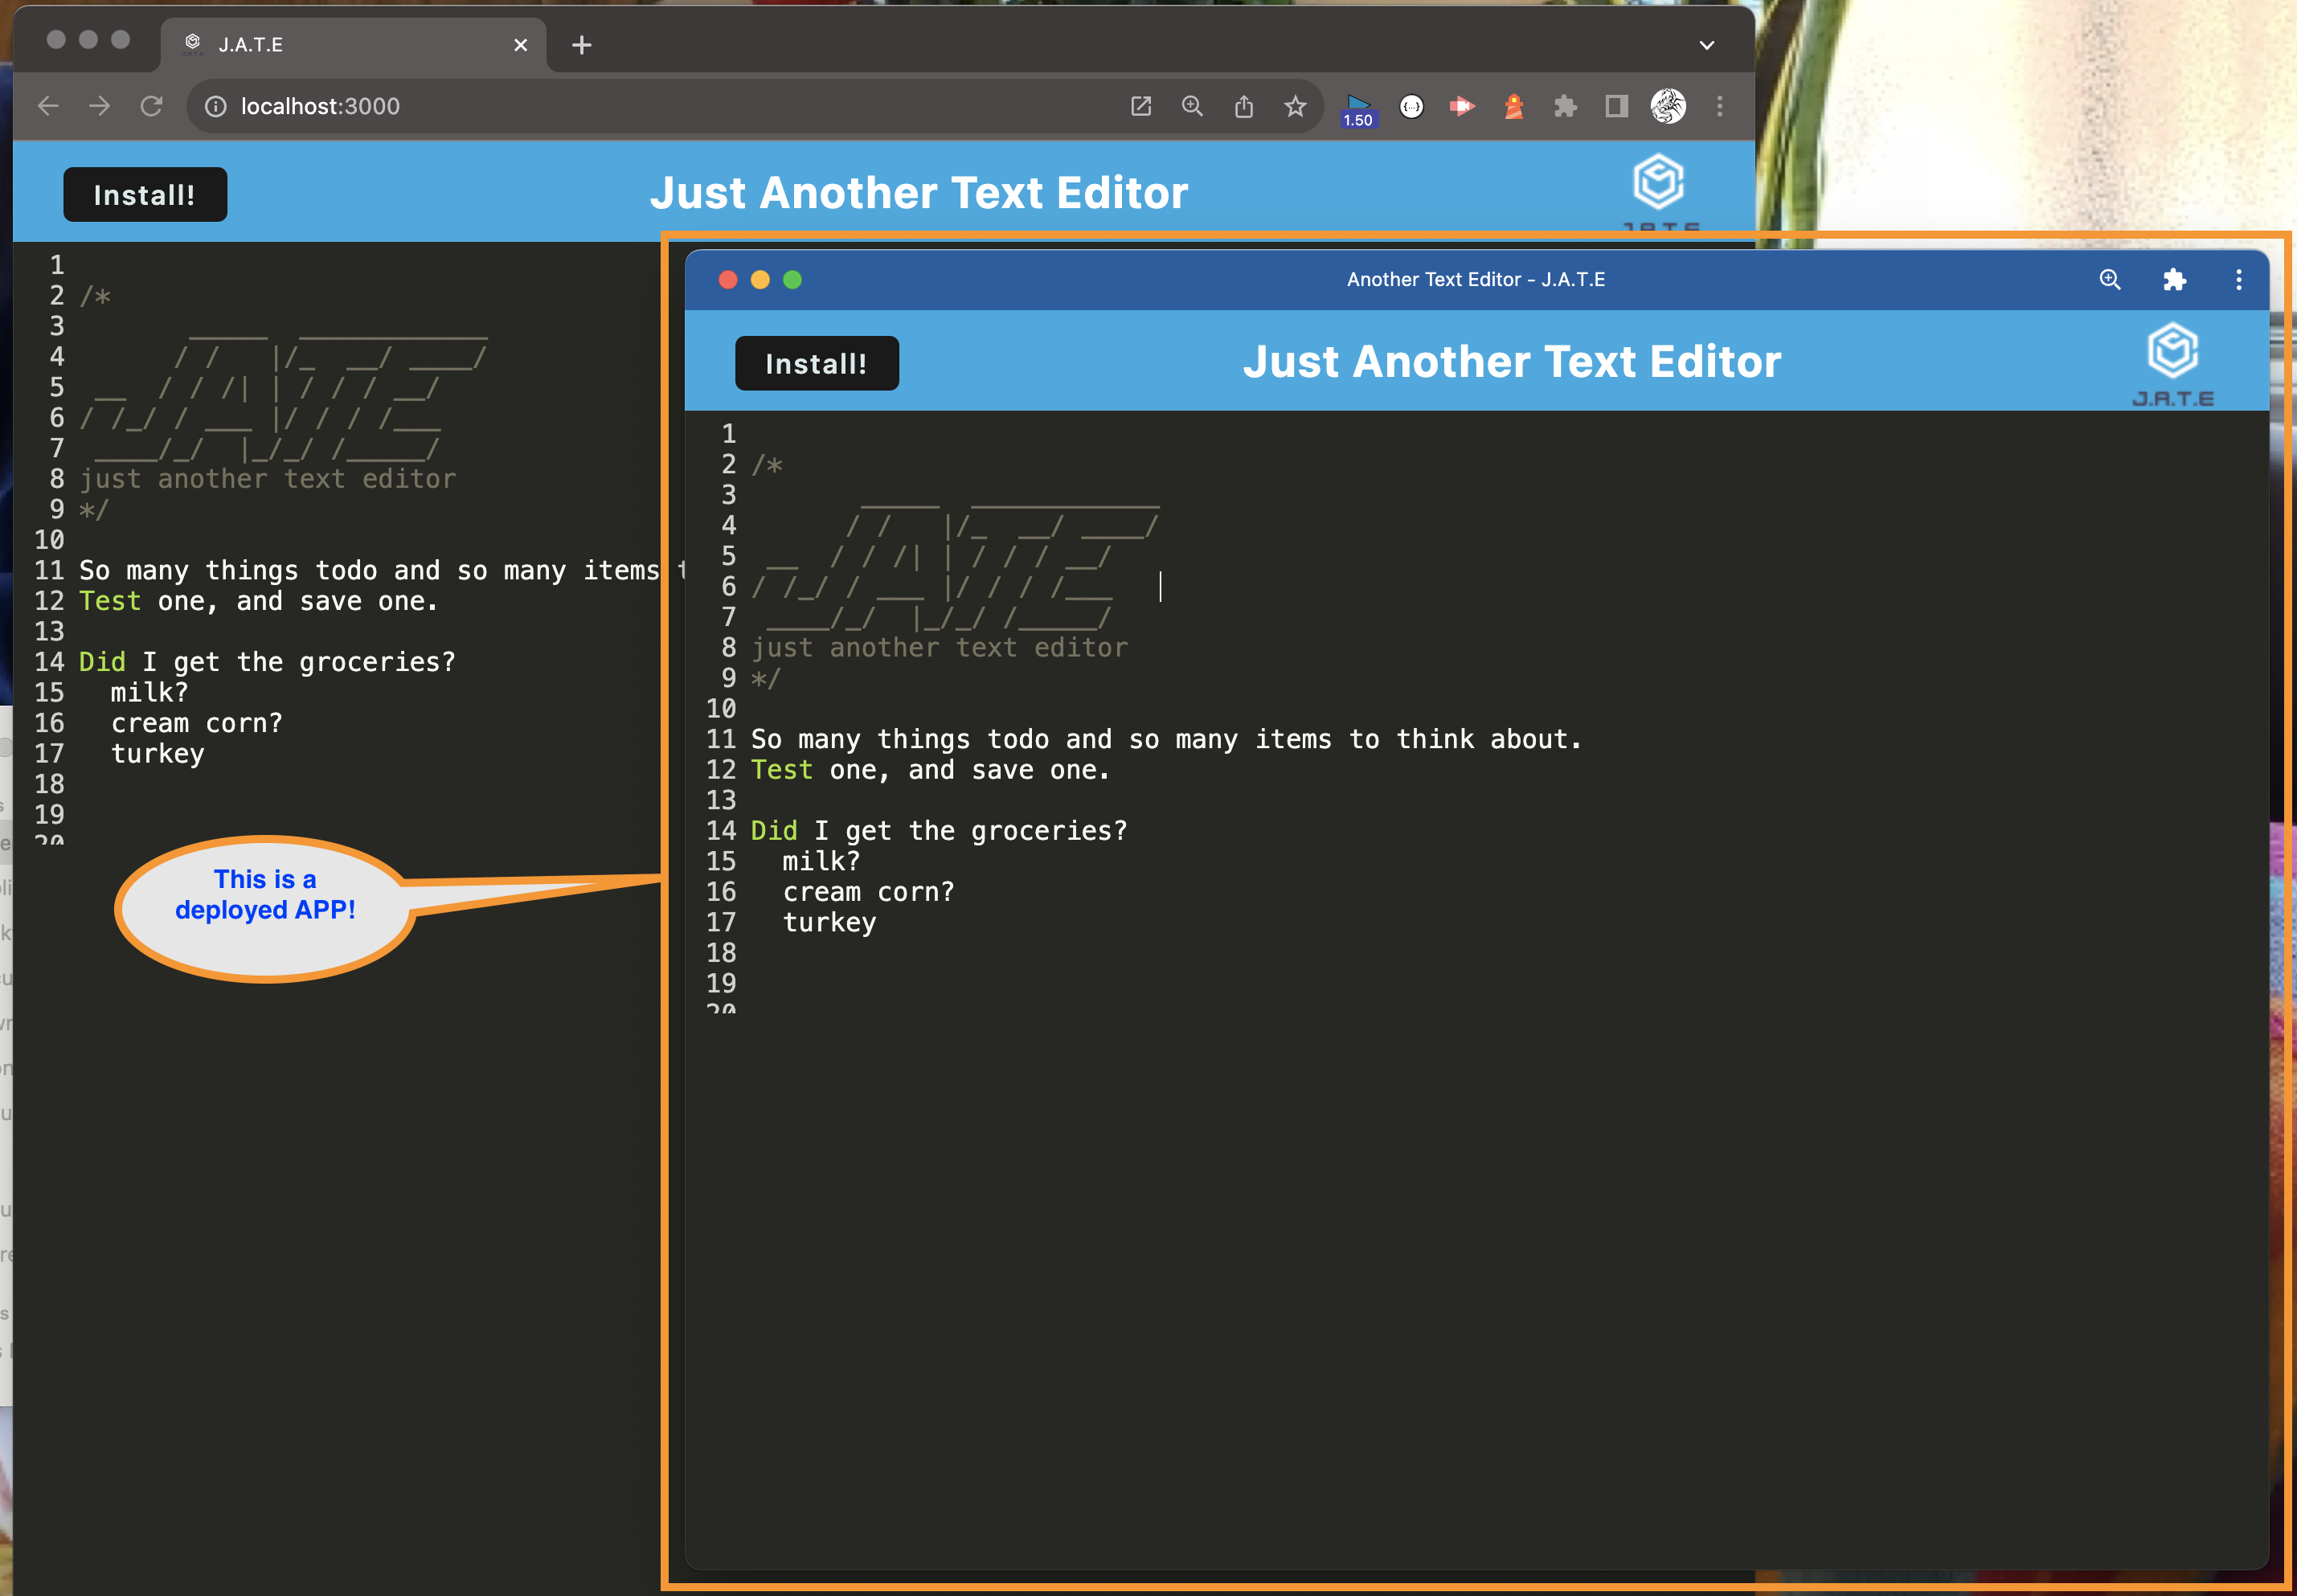 J.A.T.E
localhost:3000
1.50
Install!
Just Another Text Editor
J.A.T.E
1
2 /*
3
4
5
6
7
8 just another text editor
9 */
10
11 So many things todo and so many items t
12 Test one, and save one.
13
14 Did I get the groceries?
15 milk?
16 cream corn?
17 turkey
18
19
20
This is a
deployed APP!
Another Text Editor - J.A.T.E
Install!
Just Another Text Editor
J.A.T.E
1
2 /*
3
4
5
6
7
8 just another text editor
9 */
10
11 So many things todo and so many items to think about.
12 Test one, and save one.
13
14 Did I get the groceries?
15 milk?
16 cream corn?
17 turkey
18
19
20